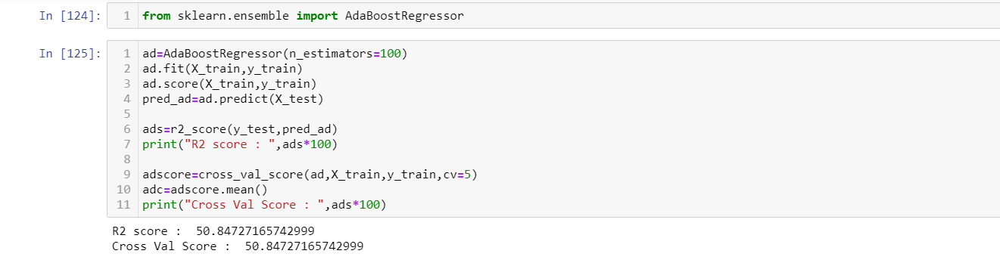 In [124]: 1 from sklearn.ensemble import AdaBoostRegressor
In [125]: 1 ad=AdaBoostRegressor(n_estimators=100)
2 ad.fit(X_train,y_train)
3 ad.score(X_train,y_train)
4 pred_ad=ad.predict(X_test)
5
6 ads=r2_score(y_test,pred_ad)
7 print("R2 score : ",ads*100)
8
9 adscore=cross_val_score(ad,X_train,y_train,cv=5)
10 adc=adscore.mean()
11 print("Cross Val Score : ",ads*100)
R2 score :  50.84727165742999
Cross Val Score :  50.84727165742999